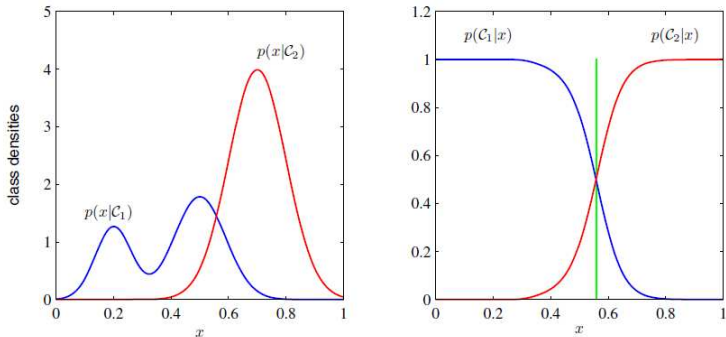 5
4
3
2
1
0
class densities
p(x|C₂)
p(x|C₁)
0 0.2 0.4 0.6 0.8 1
x
1.2
1
0.8
0.6
0.4
0.2
0
p(C₁|x) p(C₂|x)
0 0.2 0.4 0.6 0.8 1
x